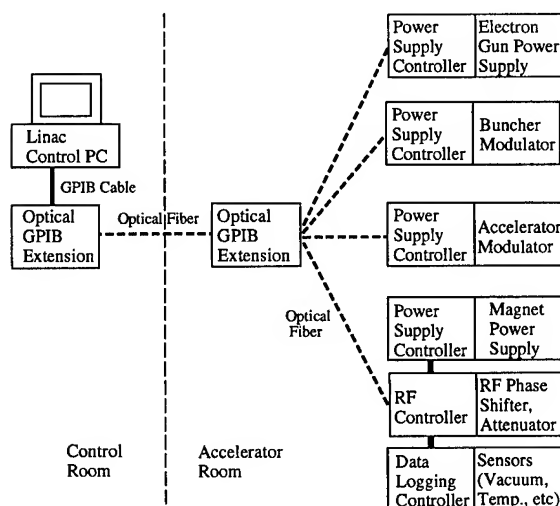 Linac
Control PC
GPIB Cable
Optical
GPIB
Extension
Optical Fiber
Optical
GPIB
Extension
Optical
Fiber
Power
Supply
Controller
Electron
Gun Power
Supply
Power
Supply
Controller
Buncher
Modulator
Power
Supply
Controller
Accelerator
Modulator
Power
Supply
Controller
Magnet
Power
Supply
RF
Controller
RF Phase
Shifter,
Attenuator
Data
Logging
Controller
Sensors
(Vacuum,
Temp., etc)
Control
Room
Accelerator
Room